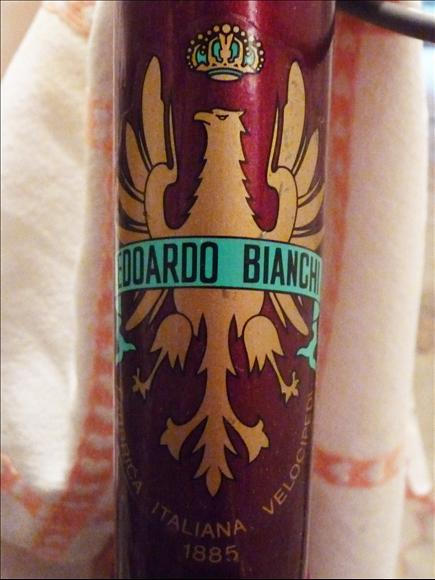 EDOARDO BIANCHI
FABBRICA ITALIANA VELOCIPEDI
1885